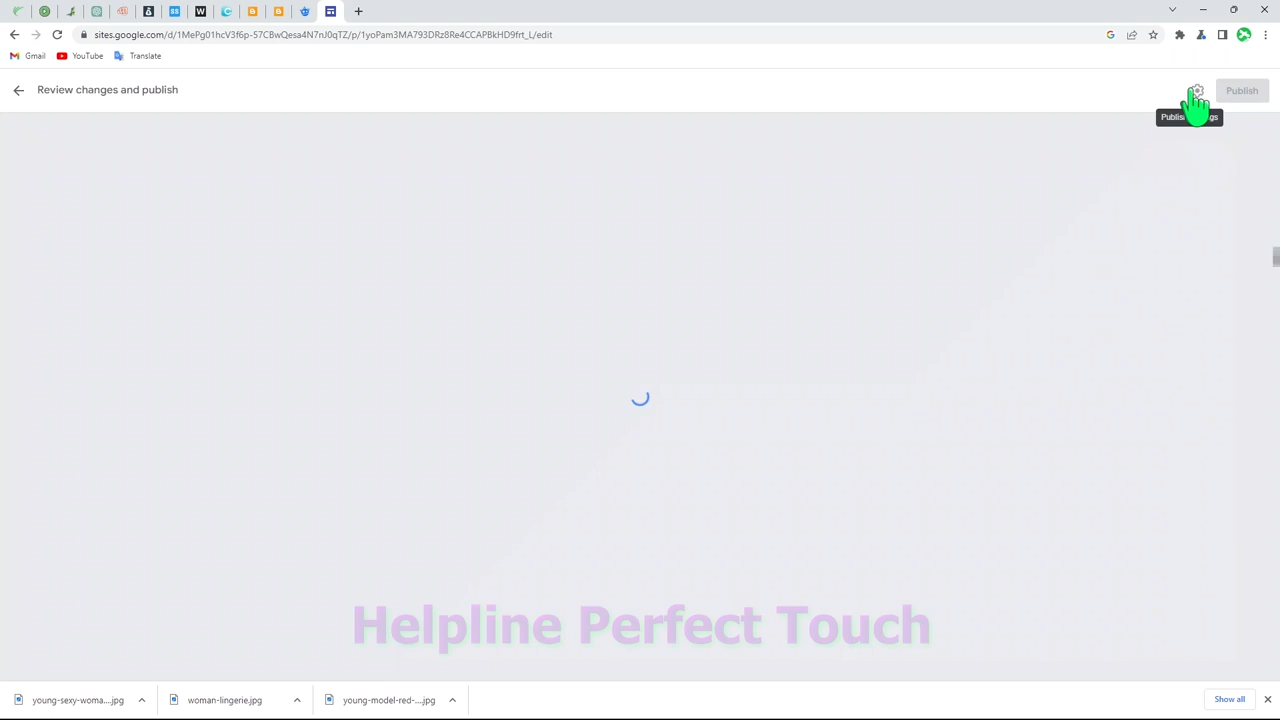 sites.google.com/d/1MePg01hcV3f6p-57CBwQesa4N7nJ0qTZ/p/1yoPam3MA793DRz8Re4CCAPBkHD9frt_L/edit
Gmail
YouTube
Translate
Review changes and publish
Publish
Helpline Perfect Touch
young-sexy-woma....jpg
woman-lingerie.jpg
young-model-red-....jpg
Show all